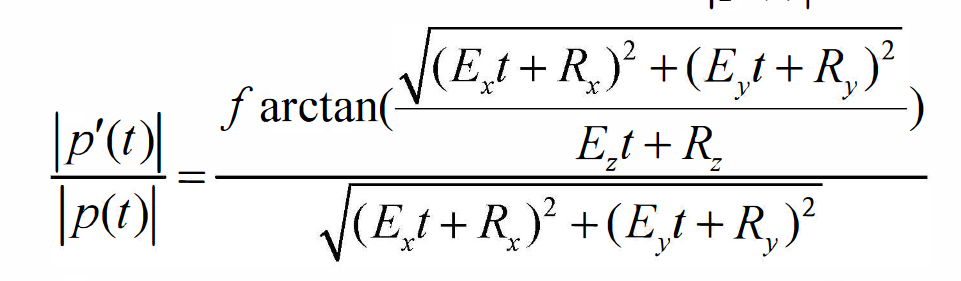 |p′(t)| / |p(t)| = f arctan( √((E_x t + R_x)² + (E_y t + R_y)²) / (E_z t + R_z) ) / √((E_x t + R_x)² + (E_y t + R_y)²)